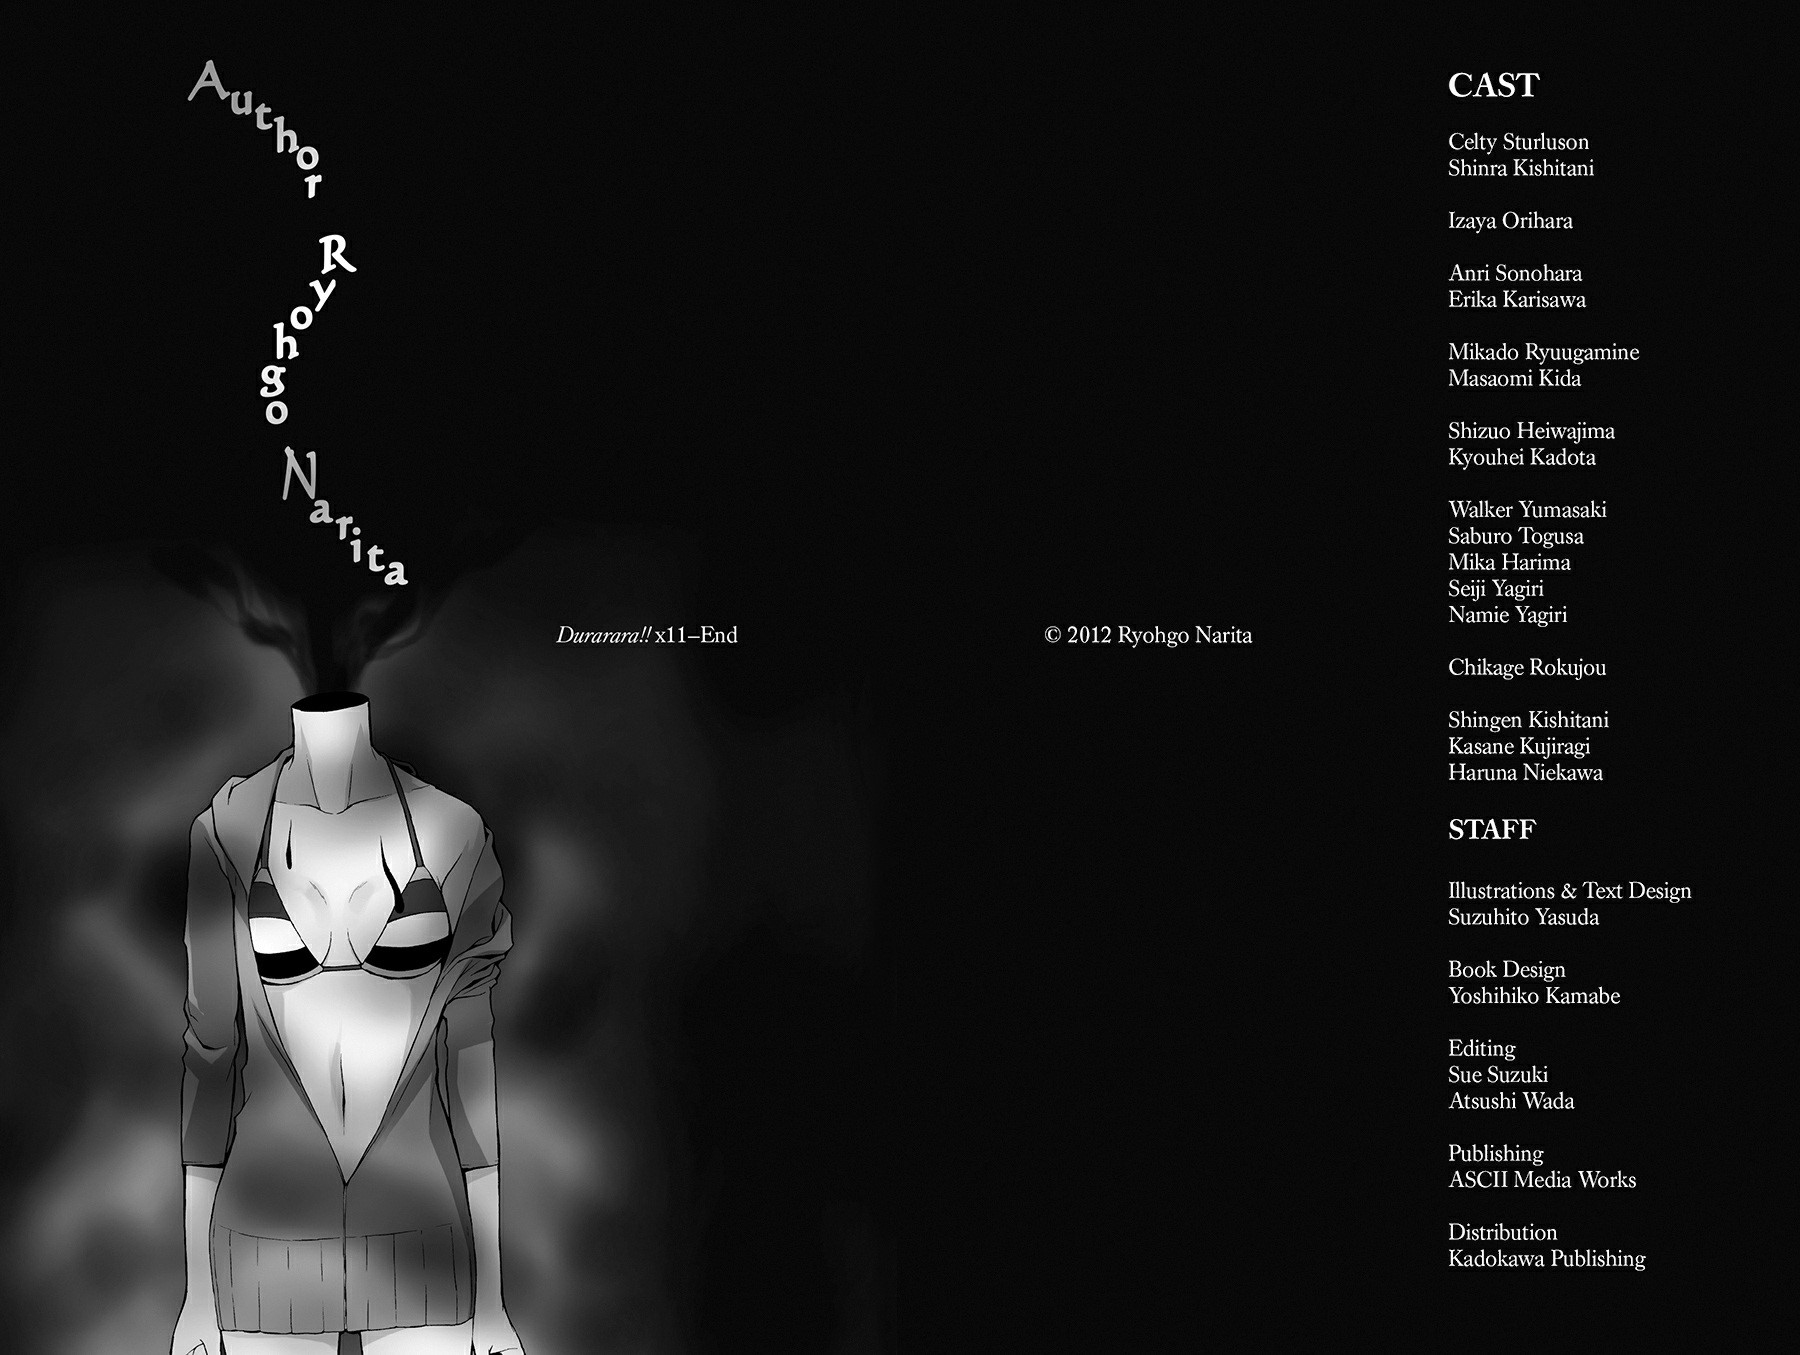 Author
Ryohgo
Narita
Durarara!! x11–End
© 2012 Ryohgo Narita
CAST
Celty Sturluson
Shinra Kishitani
Izaya Orihara
Anri Sonohara
Erika Karisawa
Mikado Ryuugamine
Masaomi Kida
Shizuo Heiwajima
Kyouhei Kadota
Walker Yumasaki
Saburo Togusa
Mika Harima
Seiji Yagiri
Namie Yagiri
Chikage Rokujou
Shingen Kishitani
Kasane Kujiragi
Haruna Niekawa
STAFF
Illustrations & Text Design
Suzuhito Yasuda
Book Design
Yoshihiko Kamabe
Editing
Sue Suzuki
Atsushi Wada
Publishing
ASCII Media Works
Distribution
Kadokawa Publishing